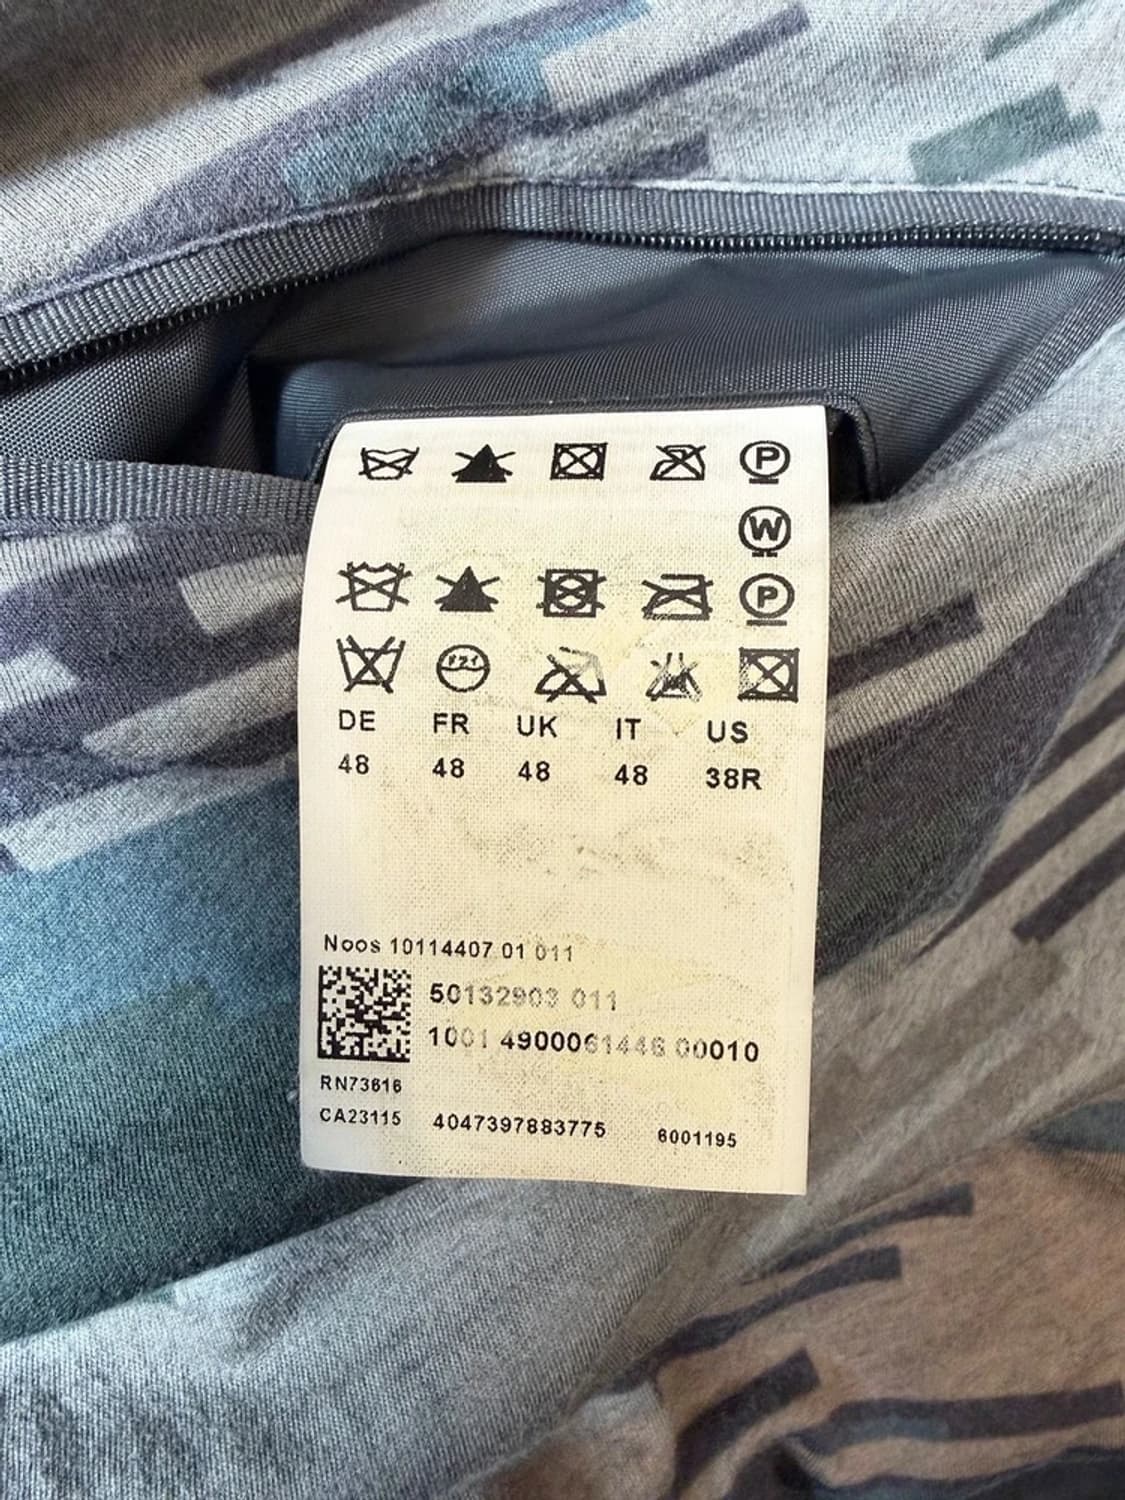 P
W
P
DE FR UK IT US
48 48 48 48 38R
Noos 10114407 01 011
50132903 011
1001 4900061446 00010
RN73616
CA23115 4047397883775 6001195